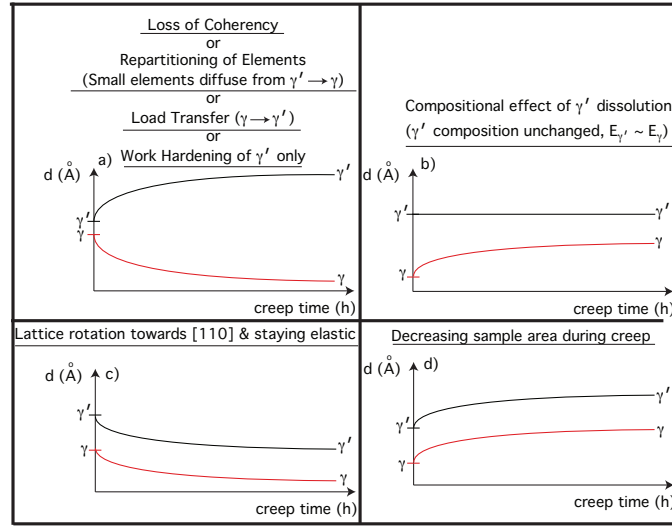 Loss of Coherency
or
Repartitioning of Elements
(Small elements diffuse from γ′ → γ)
or
Load Transfer (γ → γ′)
or
Work Hardening of γ′ only
a)
d (Å)
γ′
γ′
γ
γ
creep time (h)
Compositional effect of γ′ dissolution
(γ′ composition unchanged, Eγ′ ~ Eγ)
d (Å)
b)
γ′
γ′
γ
γ
creep time (h)
Lattice rotation towards [110] & staying elastic
d (Å)
c)
γ′
γ
γ′
γ
creep time (h)
Decreasing sample area during creep
d (Å)
d)
γ′
γ′
γ
γ
creep time (h)